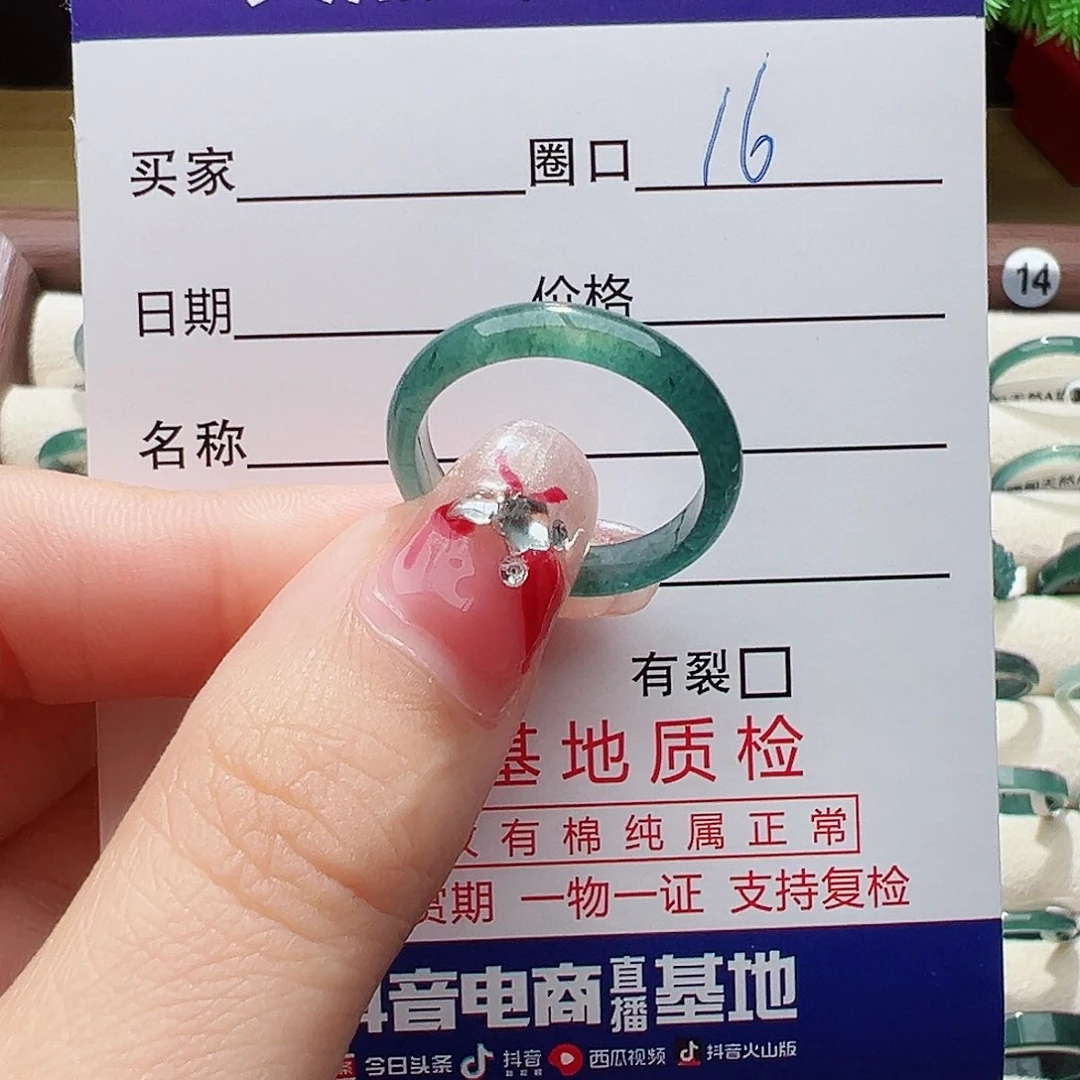 买家 圈口 16
日期 价格
14
名称
有裂
基地质检
有棉纯属正常
货期 一物一证 支持复检
抖音电商直播基地
今日头条 抖音 西瓜视频 抖音火山版